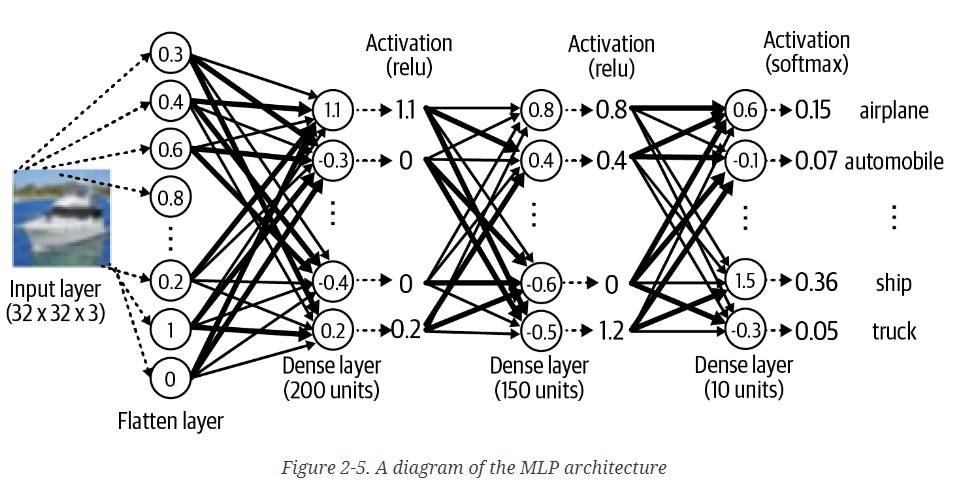 Activation
(relu)
Activation
(relu)
Activation
(softmax)
0.3
0.4
0.6
0.8
0.2
1
0
Input layer
(32 x 32 x 3)
Flatten layer
1.1
-0.3
-0.4
0.2
Dense layer
(200 units)
1.1
0
0
0.2
0.8
0.4
-0.6
-0.5
Dense layer
(150 units)
0.8
0.4
0
1.2
0.6
-0.1
1.5
-0.3
Dense layer
(10 units)
0.15 airplane
0.07 automobile
0.36 ship
0.05 truck
Figure 2-5. A diagram of the MLP architecture